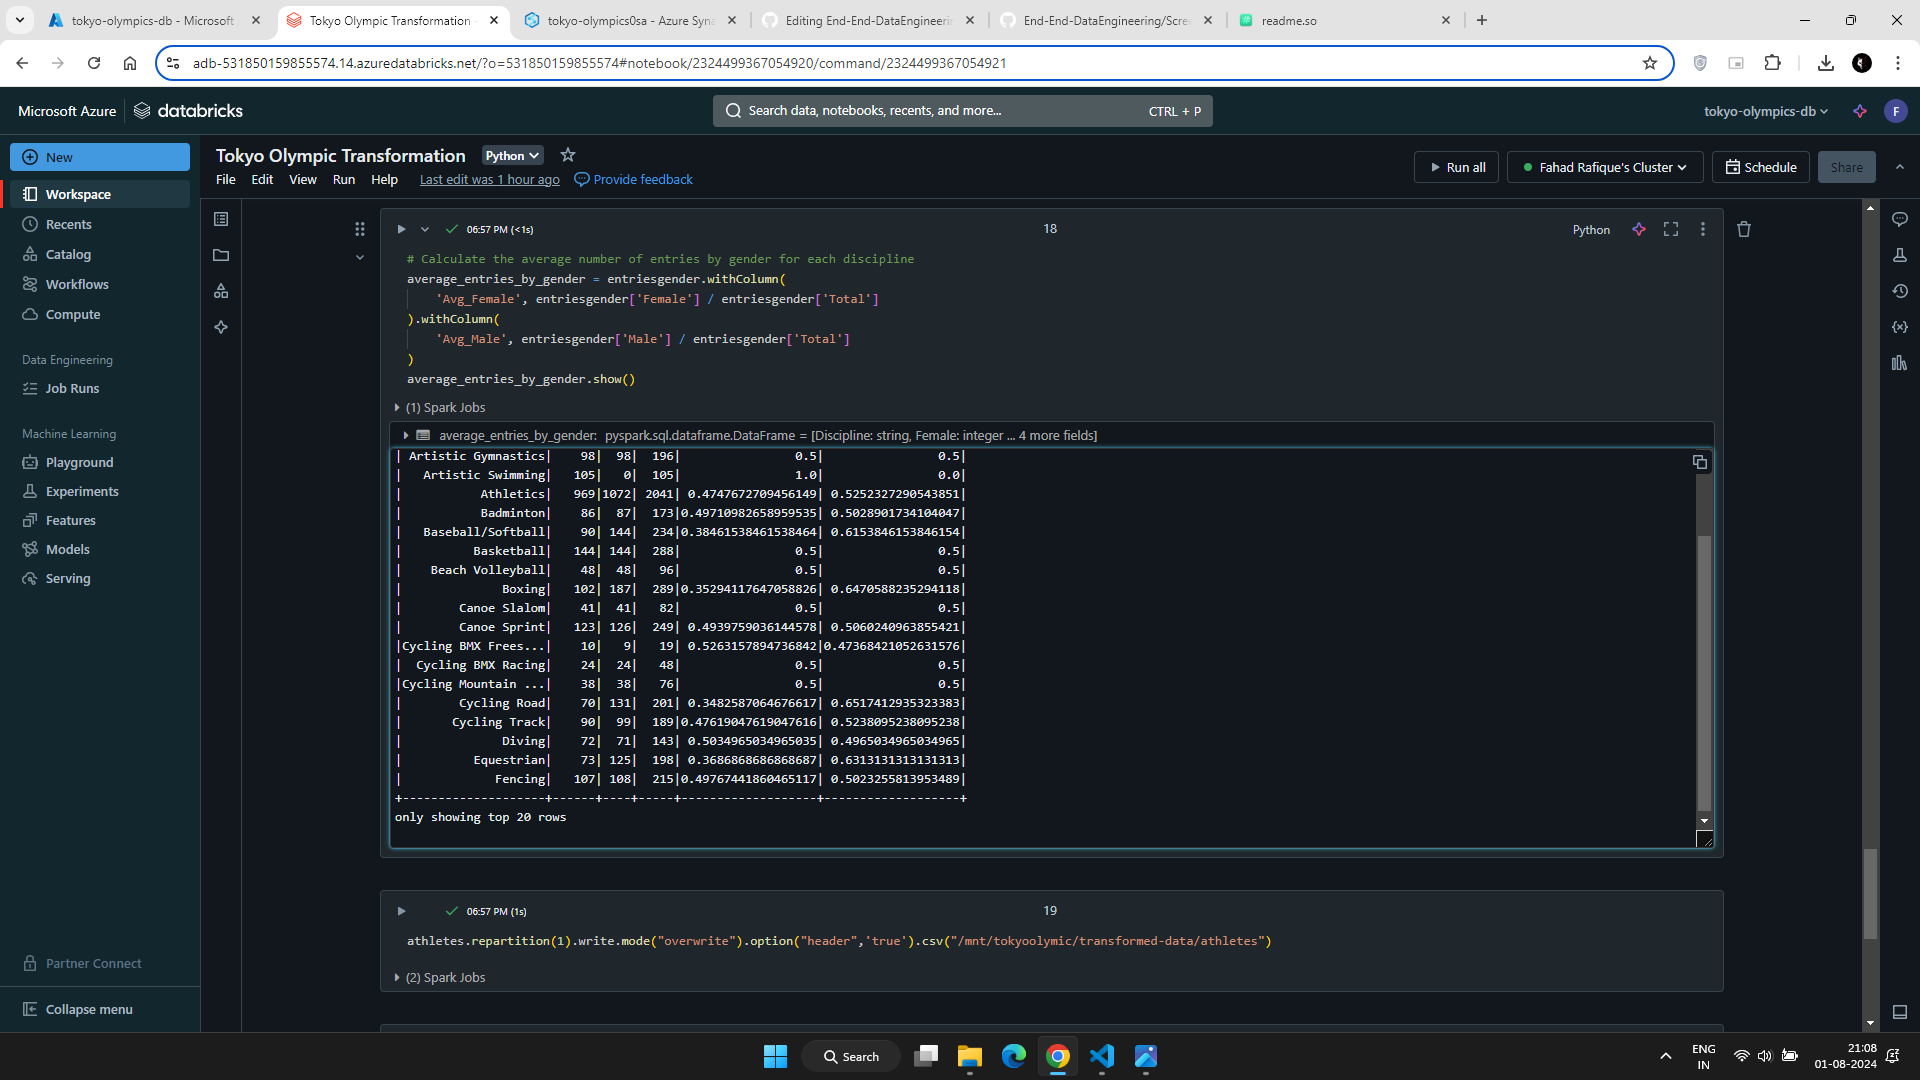 tokyo-olympics-db - Microsoft
Tokyo Olympic Transformation
tokyo-olympics0sa - Azure Syna
Editing End-End-DataEngineerin
End-End-DataEngineering/Scre
readme.so
adb-531850159855574.14.azuredatabricks.net/?o=531850159855574#notebook/2324499367054920/command/2324499367054921
Microsoft Azure
databricks
Search data, notebooks, recents, and more...
CTRL + P
tokyo-olympics-db
F
New
Workspace
Recents
Catalog
Workflows
Compute
Data Engineering
Job Runs
Machine Learning
Playground
Experiments
Features
Models
Serving
Partner Connect
Collapse menu
Tokyo Olympic Transformation
Python
File Edit View Run Help Last edit was 1 hour ago Provide feedback
Run all
Fahad Rafique's Cluster
Schedule
Share
06:57 PM (<1s)
18
Python
# Calculate the average number of entries by gender for each discipline
average_entries_by_gender = entriesgender.withColumn(
'Avg_Female', entriesgender['Female'] / entriesgender['Total']
).withColumn(
'Avg_Male', entriesgender['Male'] / entriesgender['Total']
)
average_entries_by_gender.show()
(1) Spark Jobs
average_entries_by_gender: pyspark.sql.dataframe.DataFrame = [Discipline: string, Female: integer ... 4 more fields]
| Artistic Gymnastics|    98|  98|  196|                0.5|                0.5|
|   Artistic Swimming|   105|   0|  105|                1.0|                0.0|
|           Athletics|   969|1072| 2041| 0.4747672709456149| 0.5252327290543851|
|           Badminton|    86|  87|  173|0.49710982658959535| 0.5028901734104047|
|   Baseball/Softball|    90| 144|  234|0.38461538461538464| 0.6153846153846154|
|          Basketball|   144| 144|  288|                0.5|                0.5|
|    Beach Volleyball|    48|  48|   96|                0.5|                0.5|
|              Boxing|   102| 187|  289|0.35294117647058826| 0.6470588235294118|
|        Canoe Slalom|    41|  41|   82|                0.5|                0.5|
|        Canoe Sprint|   123| 126|  249| 0.4939759036144578| 0.5060240963855421|
|Cycling BMX Frees...|    10|   9|   19| 0.5263157894736842|0.47368421052631576|
|  Cycling BMX Racing|    24|  24|   48|                0.5|                0.5|
|Cycling Mountain ...|    38|  38|   76|                0.5|                0.5|
|        Cycling Road|    70| 131|  201| 0.3482587064676617| 0.6517412935323383|
|       Cycling Track|    90|  99|  189|0.47619047619047616| 0.5238095238095238|
|              Diving|    72|  71|  143| 0.5034965034965035| 0.4965034965034965|
|          Equestrian|    73| 125|  198| 0.3686868686868687| 0.6313131313131313|
|             Fencing|   107| 108|  215|0.49767441860465117| 0.5023255813953489|
+--------------------+------+----+-----+-------------------+-------------------+
only showing top 20 rows
06:57 PM (1s)
19
athletes.repartition(1).write.mode("overwrite").option("header",'true').csv("/mnt/tokyoolymic/transformed-data/athletes")
(2) Spark Jobs
Search
ENG
IN
21:08
01-08-2024